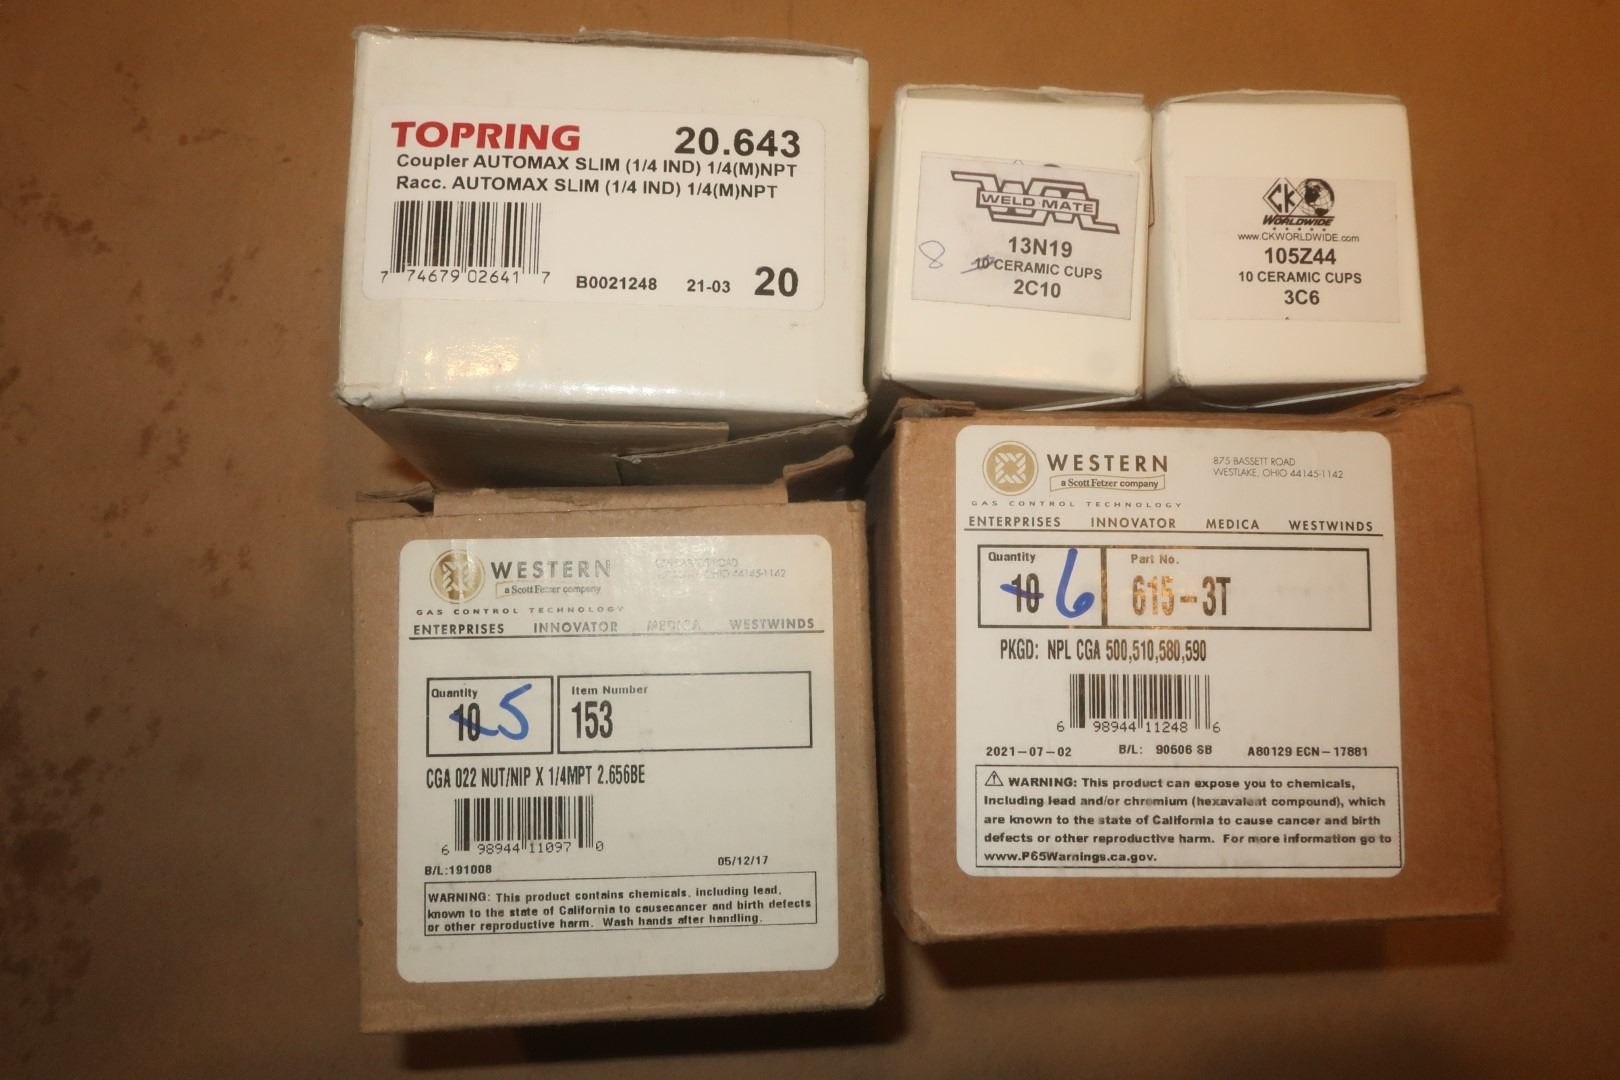 TOPRING 20.643
Coupler AUTOMAX SLIM (1/4 IND) 1/4(M)NPT
Racc. AUTOMAX SLIM (1/4 IND) 1/4(M)NPT
7 74679 02641 7 B0021248 21-03 20
WELD MATE
13N19
8 10 CERAMIC CUPS
2C10
CK
WORLDWIDE
www.CKWORLDWIDE.com
105Z44
10 CERAMIC CUPS
3C6
WESTERN
a Scott Fetzer company
OHIO 44145-1142
GAS CONTROL TECHNOLOGY
ENTERPRISES INNOVATOR MEDICA WESTWINDS
Quantity Item Number
10 5 153
CGA 022 NUT/NIP X 1/4MPT 2.656BE
6 98944 11097 0
B/L:191008 05/12/17
WARNING: This product contains chemicals, including lead,
known to the state of California to causecancer and birth defects
or other reproductive harm. Wash hands after handling.
WESTERN 875 BASSETT ROAD
a Scott Fetzer company WESTLAKE, OHIO 44145-1142
GAS CONTROL TECHNOLOGY
ENTERPRISES INNOVATOR MEDICA WESTWINDS
Quantity Part No.
10 6 615-3T
PKGD: NPL CGA 500,510,580,590
6 98944 11248 6
2021-07-02 B/L: 90606 SB A80129 ECN-17881
WARNING: This product can expose you to chemicals,
Including lead and/or chromium (hexavalent compound), which
are known to the state of California to cause cancer and birth
defects or other reproductive harm. For more information go to
www.P65Warnings.ca.gov.